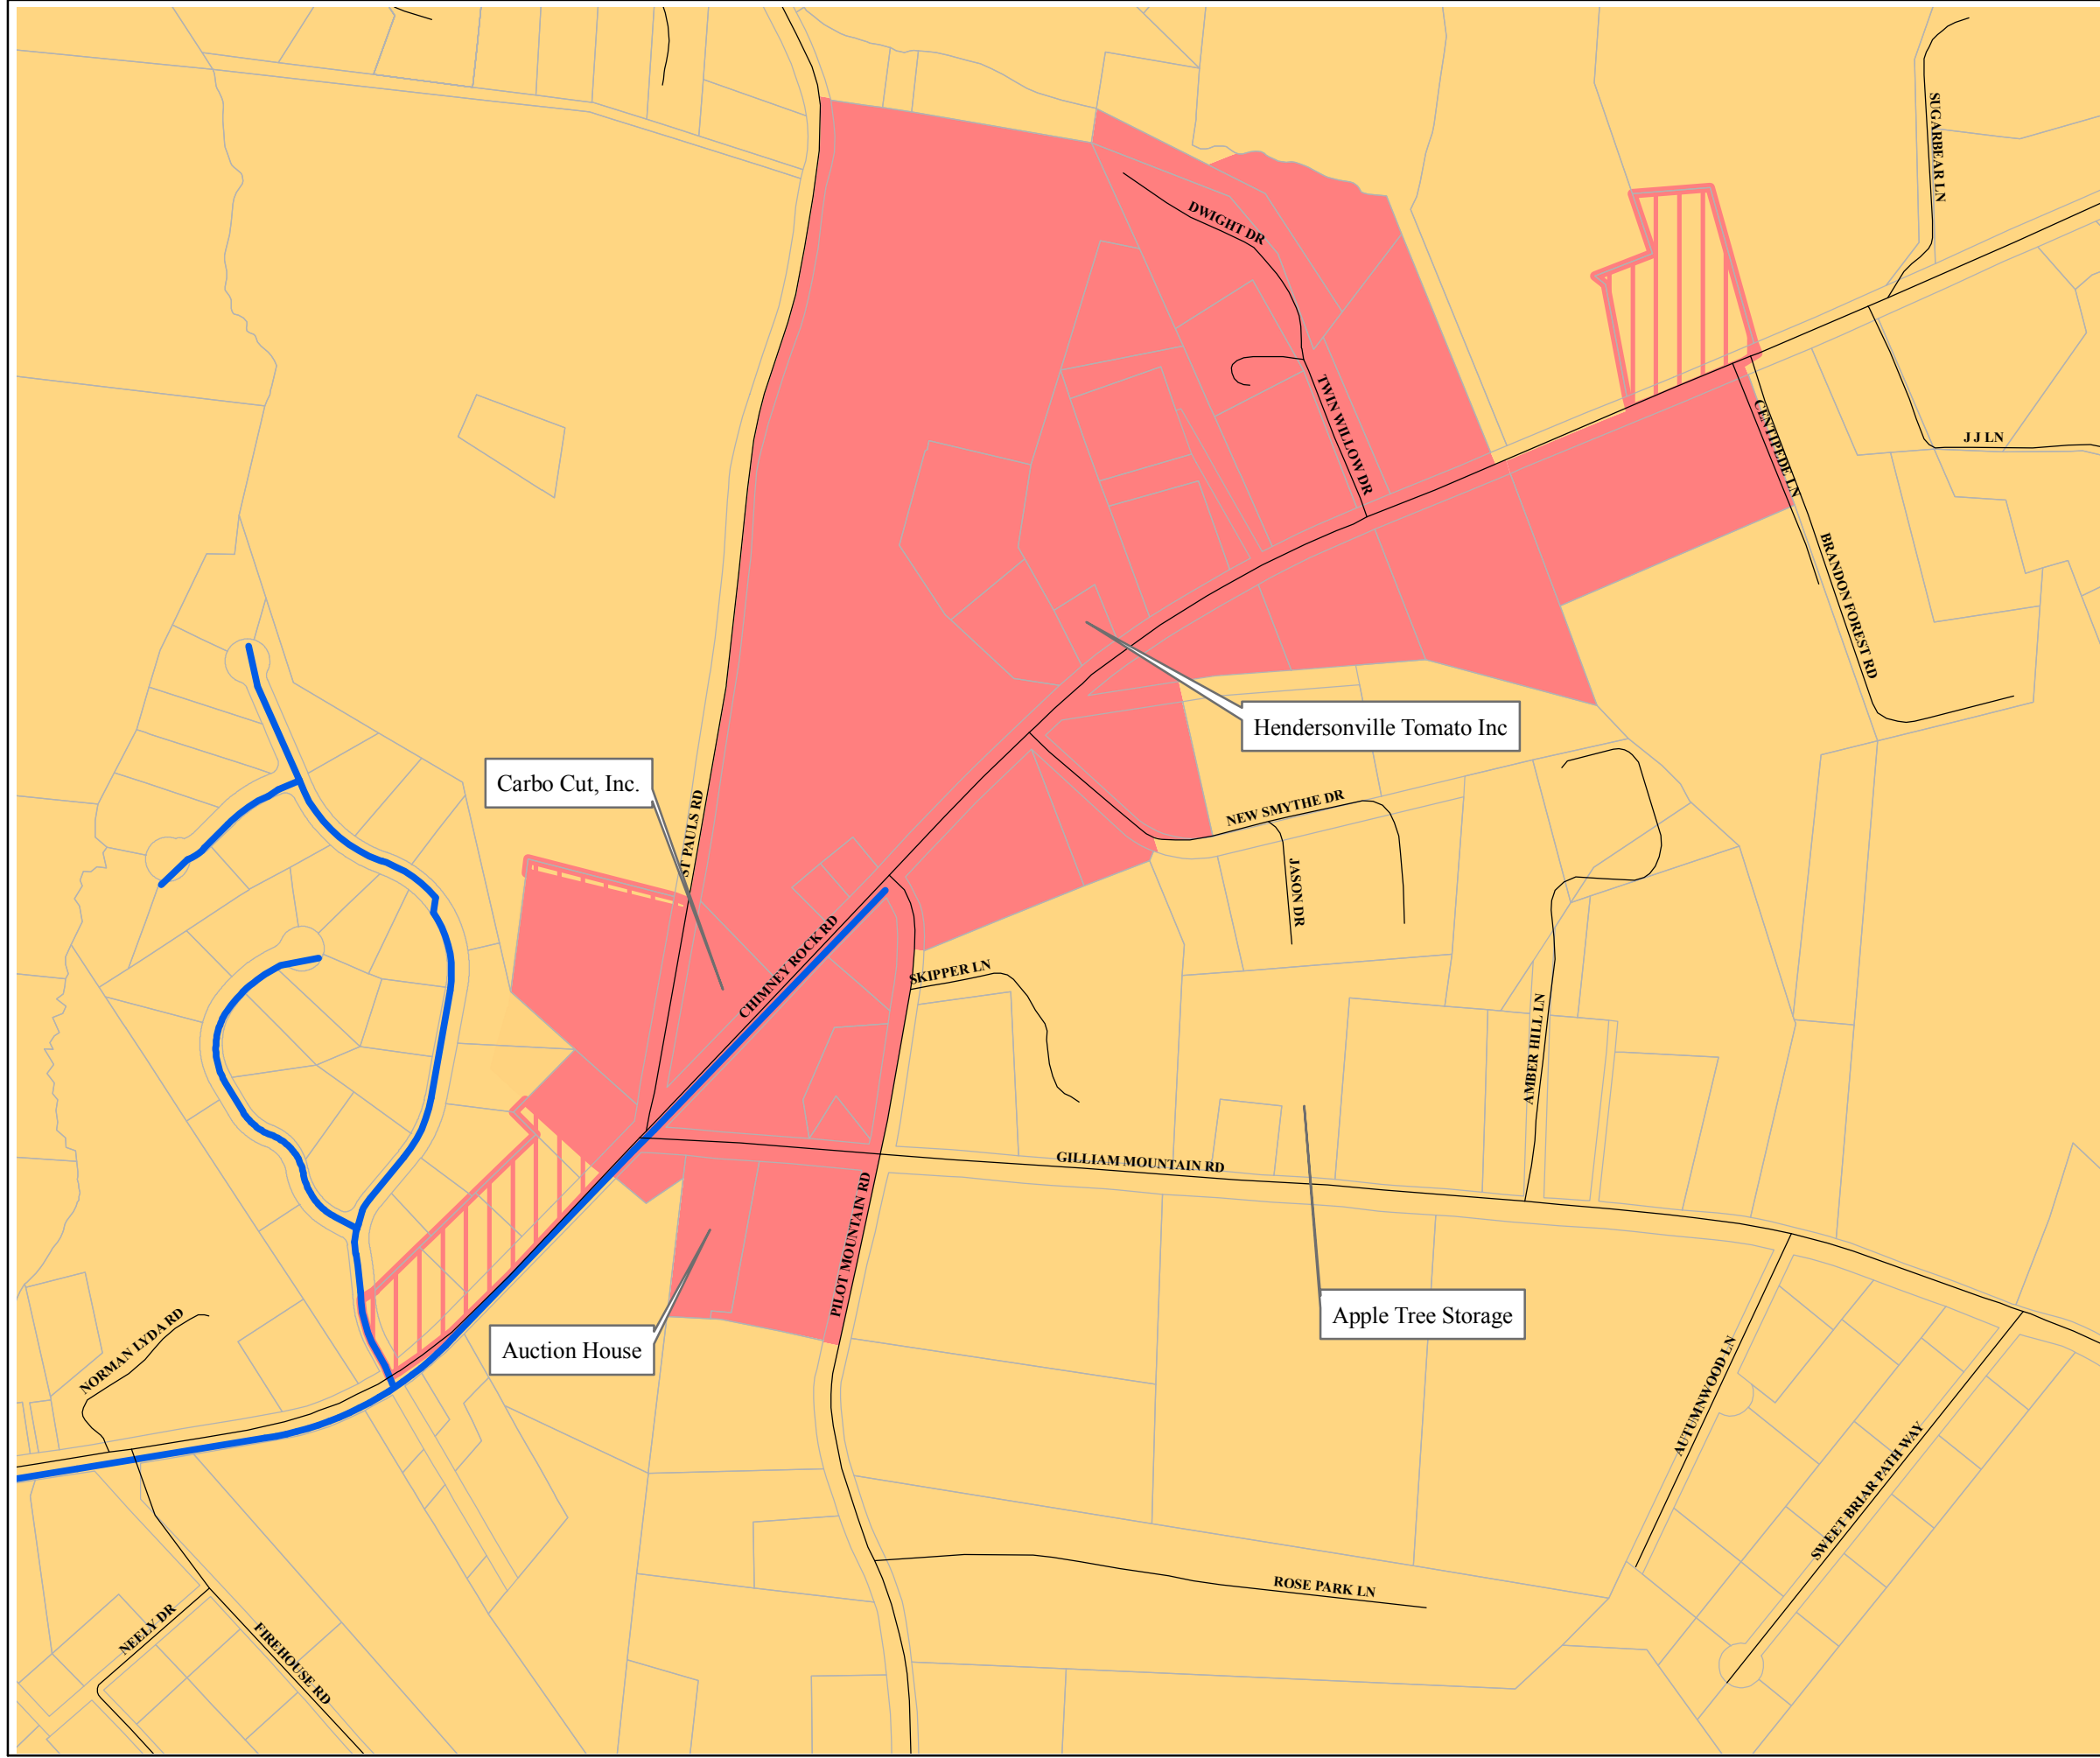 SUGARBEAR LN
DWIGHT DR
TWIN WILLOW DR
CENTIPEDE LN
J J LN
BRANDON FOREST RD
Hendersonville Tomato Inc
Carbo Cut, Inc.
ST PAULS RD
NEW SMYTHE DR
JASON DR
CHIMNEY ROCK RD
SKIPPER LN
AMBER HILL LN
GILLIAM MOUNTAIN RD
PILOT MOUNTAIN RD
Apple Tree Storage
Auction House
NORMAN LYDA RD
AUTUMNWOOD LN
SWEET BRIAR PATH WAY
ROSE PARK LN
NEELY DR
FIREHOUSE RD